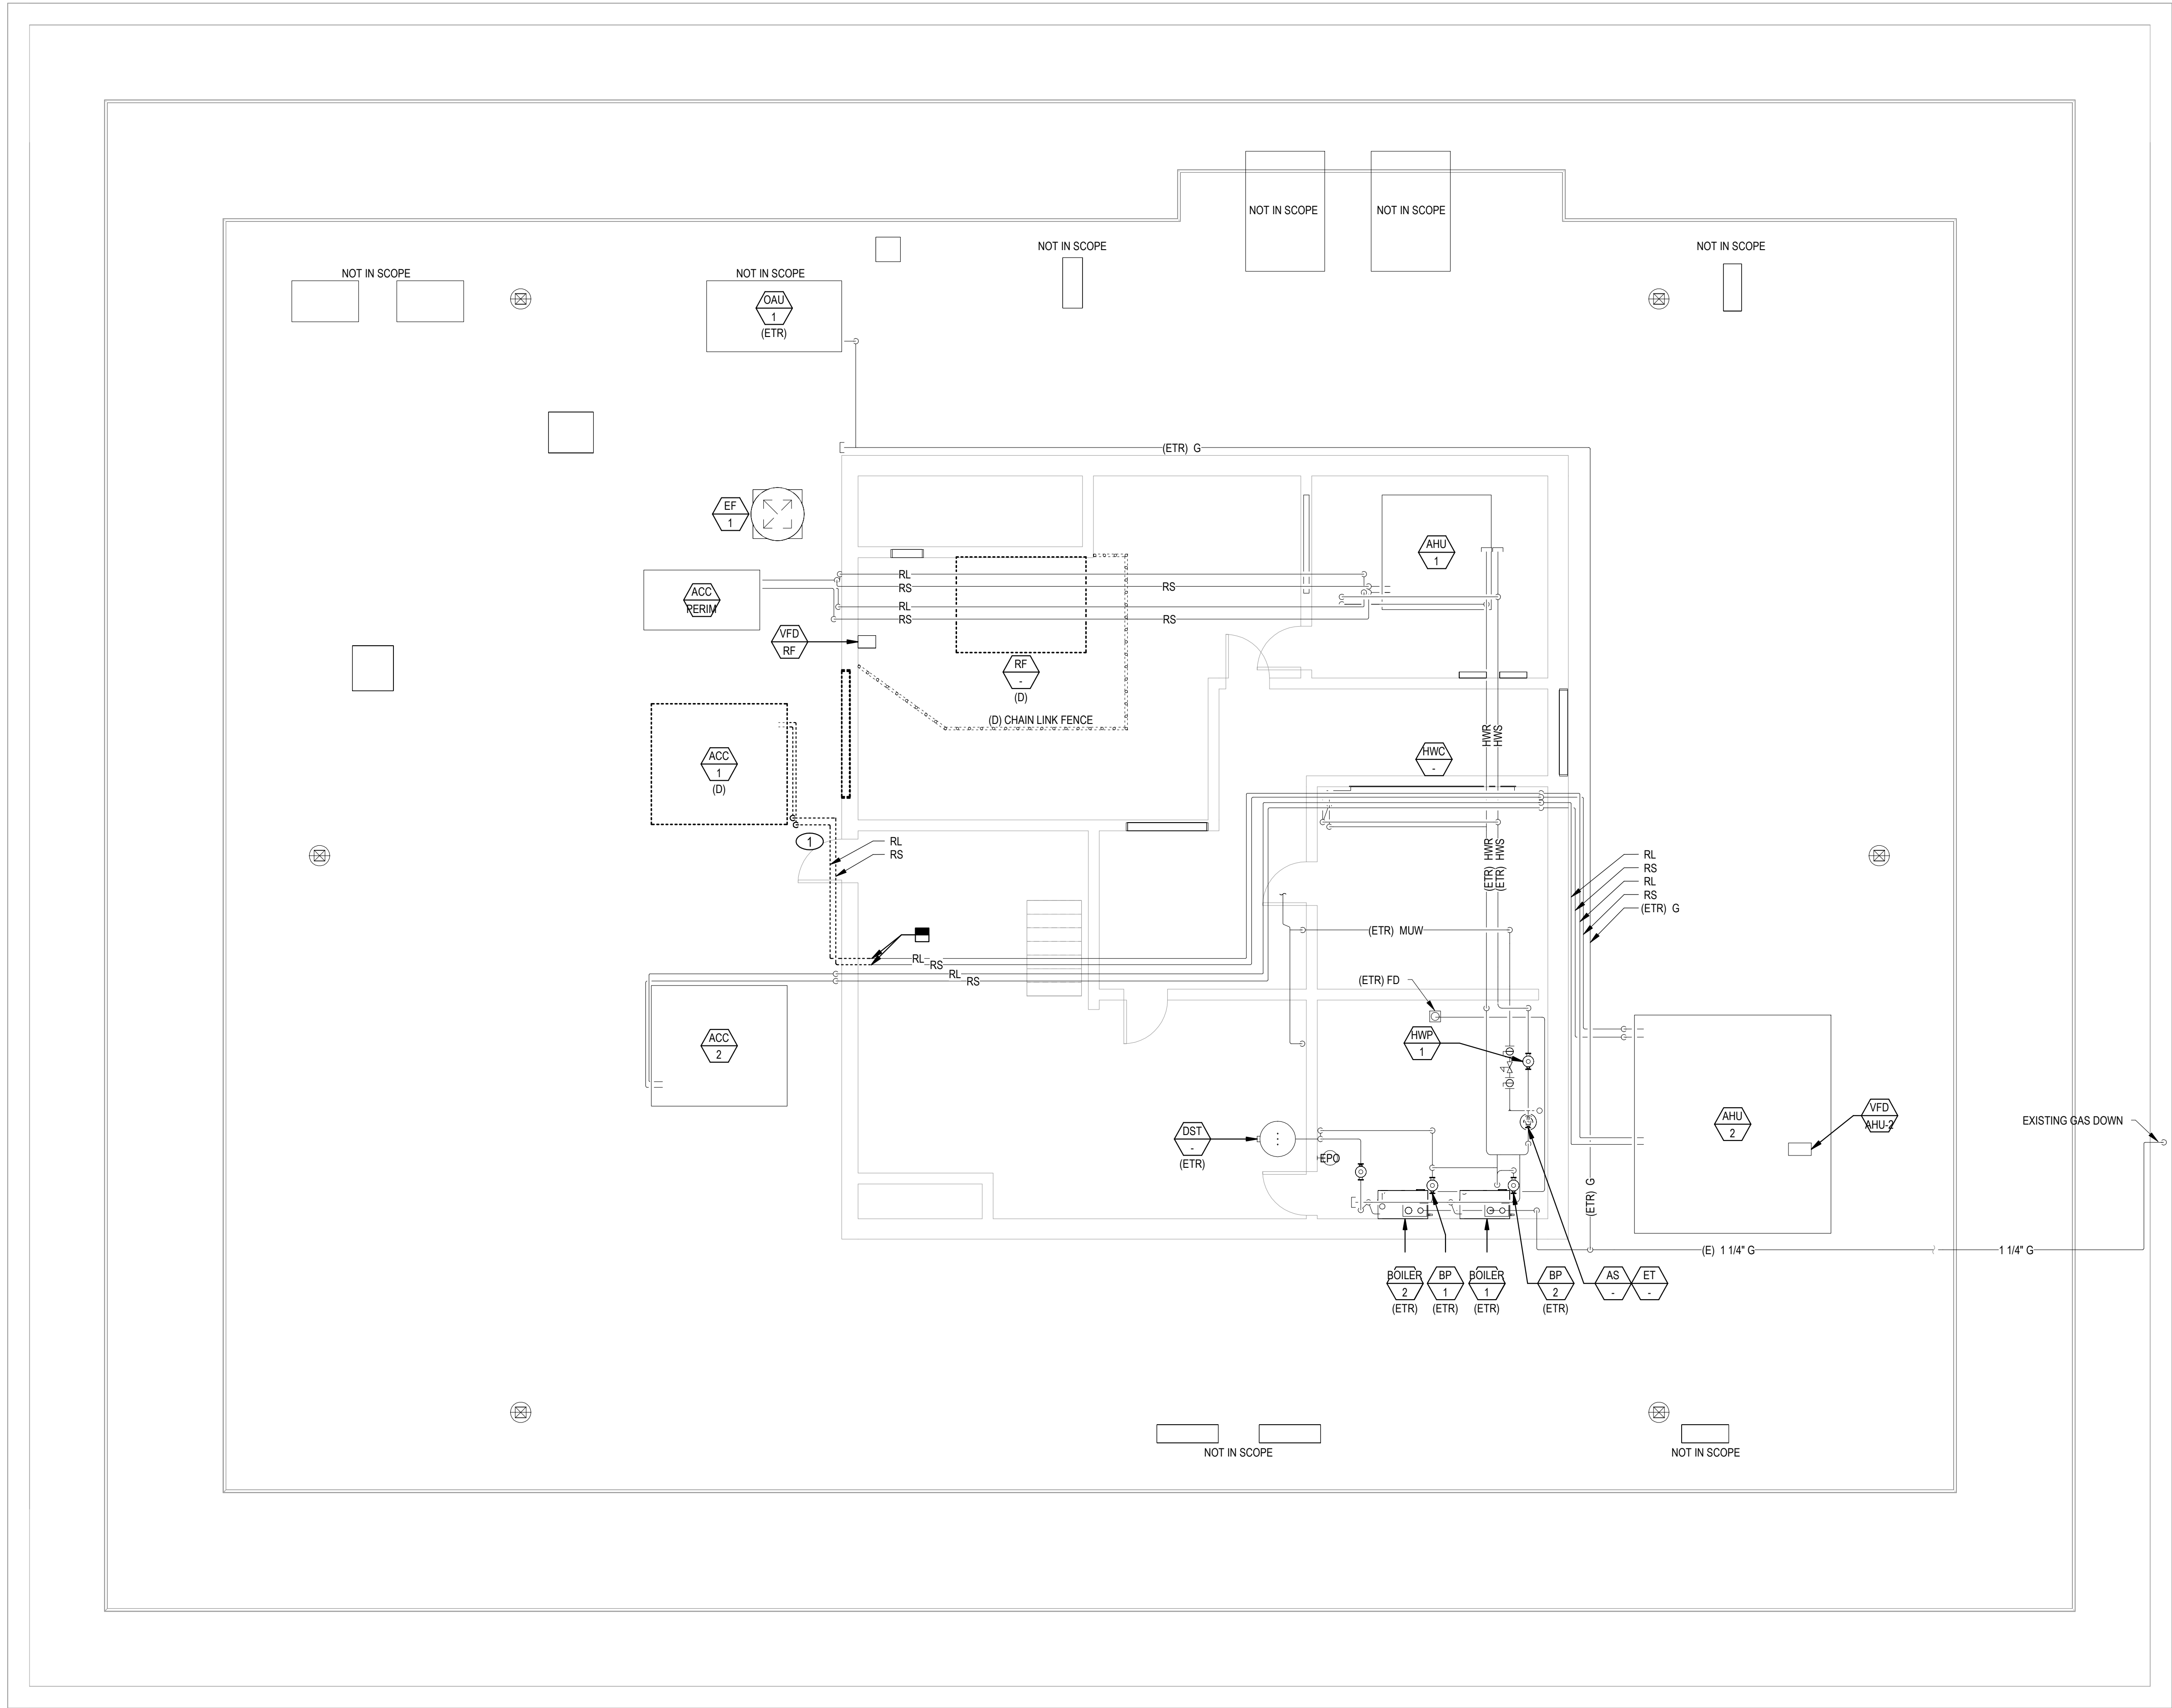 NOT IN SCOPE
NOT IN SCOPE
NOT IN SCOPE
NOT IN SCOPE
NOT IN SCOPE
NOT IN SCOPE
OAU
1
(ETR)
(ETR) G
EF
1
AHU
1
ACC
PERIM
RL
RS
RS
RL
RS
RS
VFD
RF
RF
-
(D)
(D) CHAIN LINK FENCE
HWR
HWS
HWC
-
ACC
1
(D)
1
RL
RS
(ETR) HWR
(ETR) HWS
RL
RS
RL
RS
(ETR) G
(ETR) MUW
RL
RS
RL
RS
(ETR) FD
ACC
2
HWP
1
DST
-
(ETR)
EPO
AHU
2
VFD
AHU-2
EXISTING GAS DOWN
(ETR) G
(E) 1 1/4" G
1 1/4" G
BOILER
2
(ETR)
BP
1
(ETR)
BOILER
1
(ETR)
BP
2
(ETR)
AS
-
ET
-
NOT IN SCOPE
NOT IN SCOPE